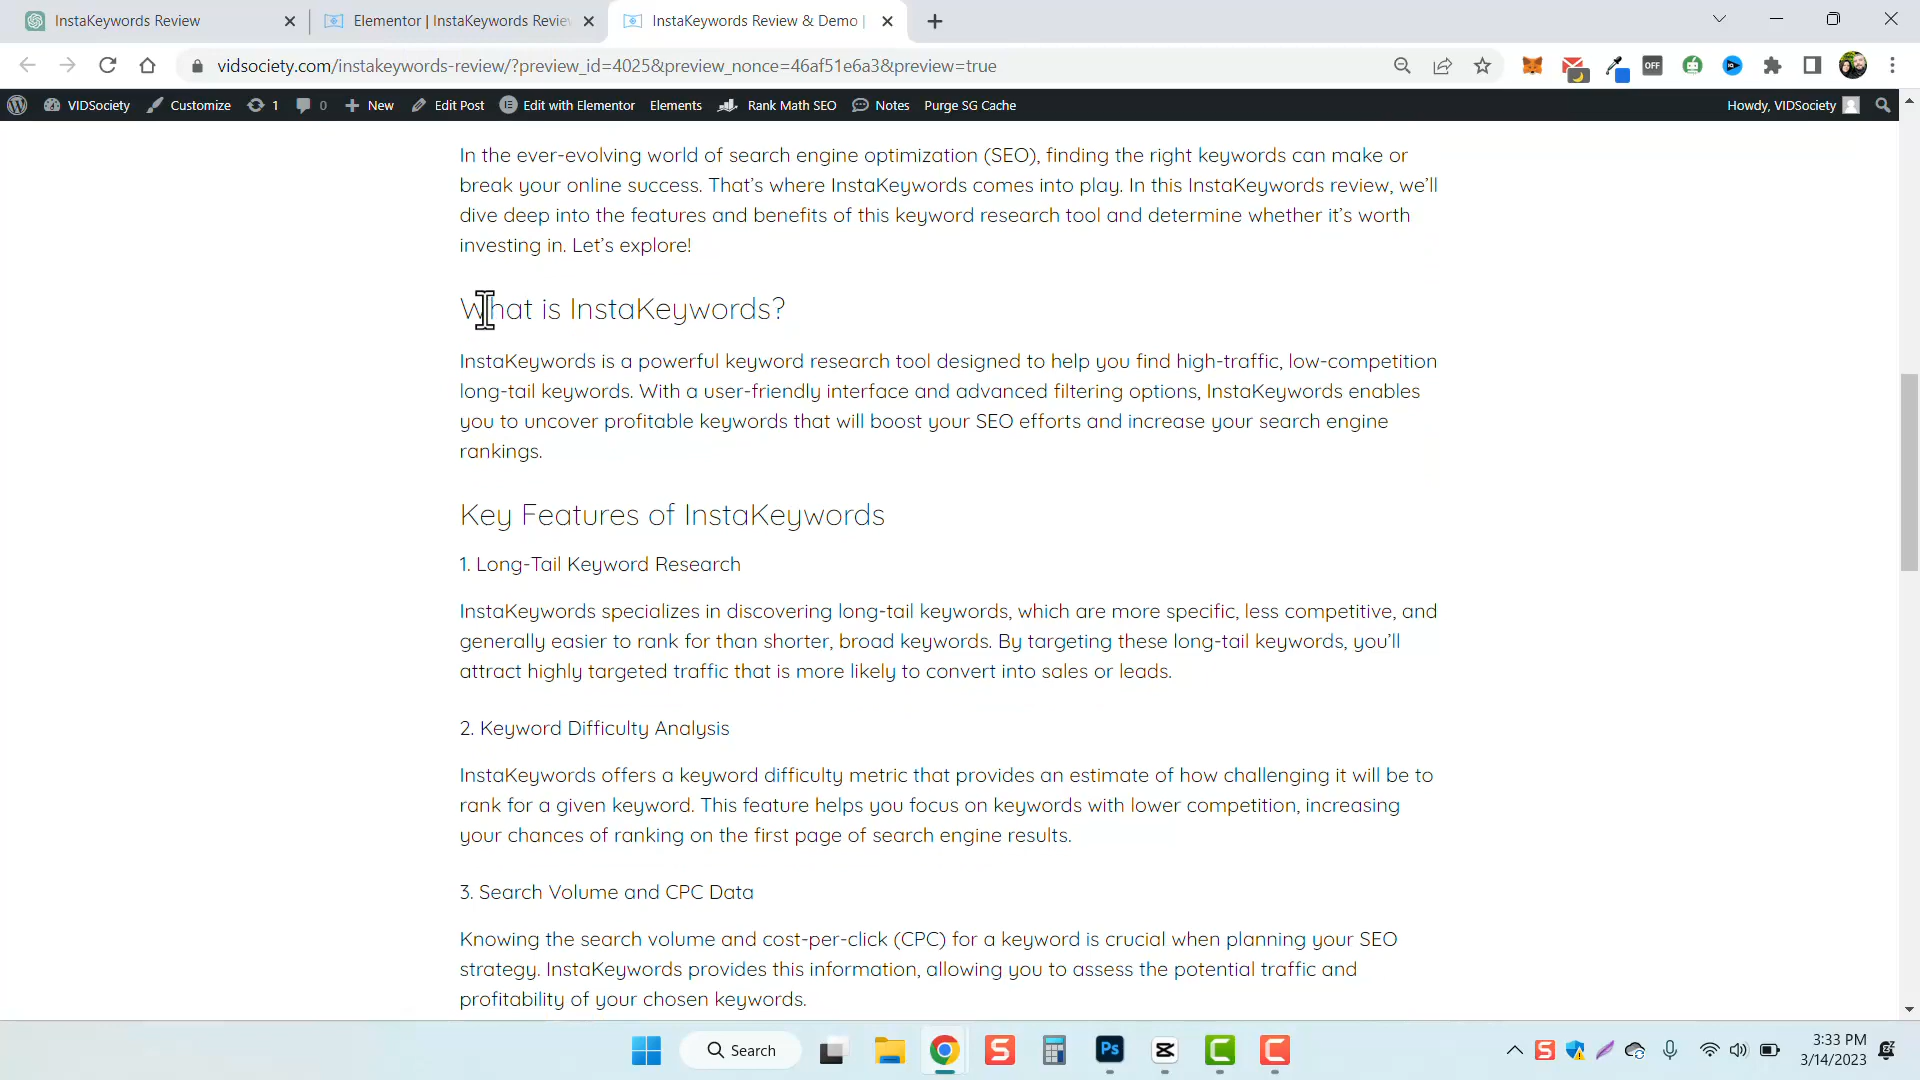 InstaKeywords Review
Elementor | InstaKeywords Revie
InstaKeywords Review & Demo |
vidsociety.com/instakeywords-review/?preview_id=4025&preview_nonce=46af51e6a3&preview=true
OFF
VIDSociety
Customize
1
0
New
Edit Post
Edit with Elementor
Elements
Rank Math SEO
Notes
Purge SG Cache
Howdy, VIDSociety
In the ever-evolving world of search engine optimization (SEO), finding the right keywords can make or
break your online success. That's where InstaKeywords comes into play. In this InstaKeywords review, we'll
dive deep into the features and benefits of this keyword research tool and determine whether it's worth
investing in. Let's explore!
What is InstaKeywords?
InstaKeywords is a powerful keyword research tool designed to help you find high-traffic, low-competition
long-tail keywords. With a user-friendly interface and advanced filtering options, InstaKeywords enables
you to uncover profitable keywords that will boost your SEO efforts and increase your search engine
rankings.
Key Features of InstaKeywords
1. Long-Tail Keyword Research
InstaKeywords specializes in discovering long-tail keywords, which are more specific, less competitive, and
generally easier to rank for than shorter, broad keywords. By targeting these long-tail keywords, you'll
attract highly targeted traffic that is more likely to convert into sales or leads.
2. Keyword Difficulty Analysis
InstaKeywords offers a keyword difficulty metric that provides an estimate of how challenging it will be to
rank for a given keyword. This feature helps you focus on keywords with lower competition, increasing
your chances of ranking on the first page of search engine results.
3. Search Volume and CPC Data
Knowing the search volume and cost-per-click (CPC) for a keyword is crucial when planning your SEO
strategy. InstaKeywords provides this information, allowing you to assess the potential traffic and
profitability of your chosen keywords.
Search
Ps
3:33 PM
3/14/2023